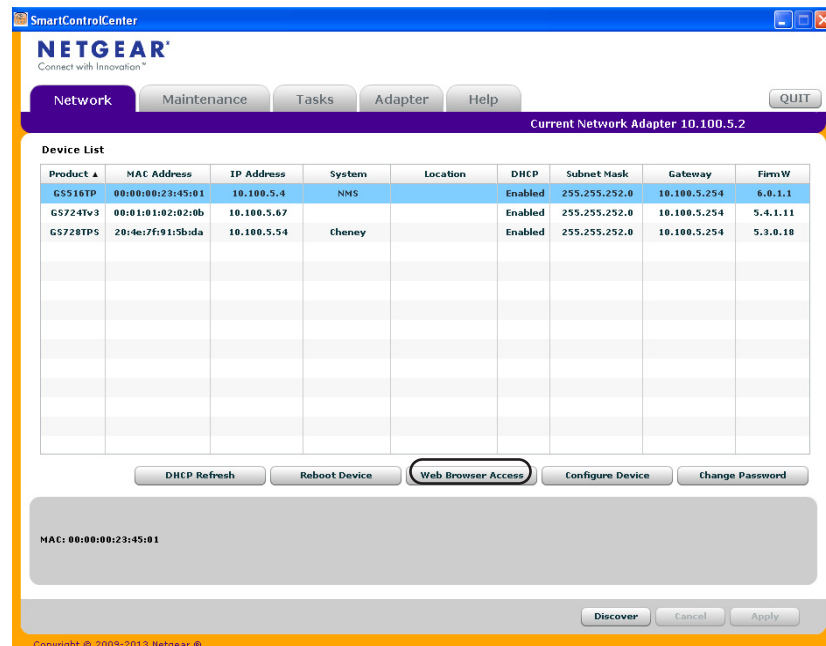 SmartControlCenter
NETGEAR®
Connect with Innovation™
Network Maintenance Tasks Adapter Help QUIT
Current Network Adapter 10.100.5.2
Device List
Product ▲ MAC Address IP Address System Location DHCP Subnet Mask Gateway Firm W
GS516TP 00:00:00:23:45:01 10.100.5.4 NMS Enabled 255.255.252.0 10.100.5.254 6.0.1.1
GS724Tv3 00:01:01:02:02:0b 10.100.5.67 Enabled 255.255.252.0 10.100.5.254 5.4.1.11
GS728TPS 20:4e:7f:91:5b:da 10.100.5.54 Cheney Enabled 255.255.252.0 10.100.5.254 5.3.0.18
DHCP Refresh Reboot Device Web Browser Access Configure Device Change Password
MAC: 00:00:00:23:45:01
Discover Cancel Apply
Copyright © 2009-2013 Netgear ®